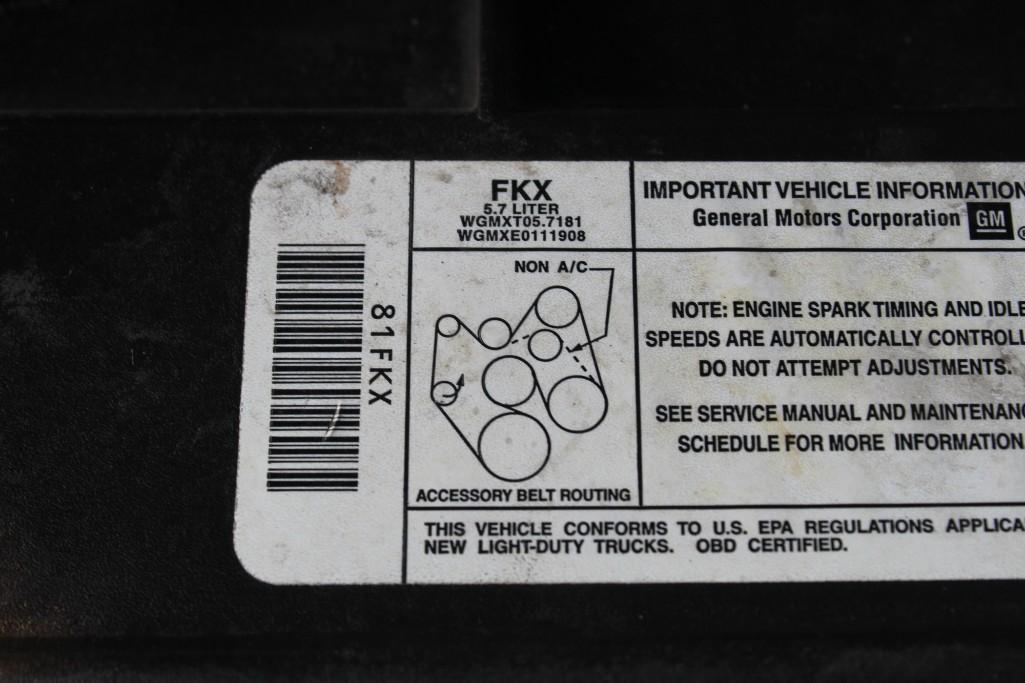 81FKX
FKX
5.7 LITER
WGMXT05.7181
WGMXE0111908
NON A/C
ACCESSORY BELT ROUTING
IMPORTANT VEHICLE INFORMATION
General Motors Corporation GM
NOTE: ENGINE SPARK TIMING AND IDLE
SPEEDS ARE AUTOMATICALLY CONTROLL
DO NOT ATTEMPT ADJUSTMENTS.
SEE SERVICE MANUAL AND MAINTENANC
SCHEDULE FOR MORE INFORMATION
THIS VEHICLE CONFORMS TO U.S. EPA REGULATIONS APPLICA
NEW LIGHT-DUTY TRUCKS. OBD CERTIFIED.